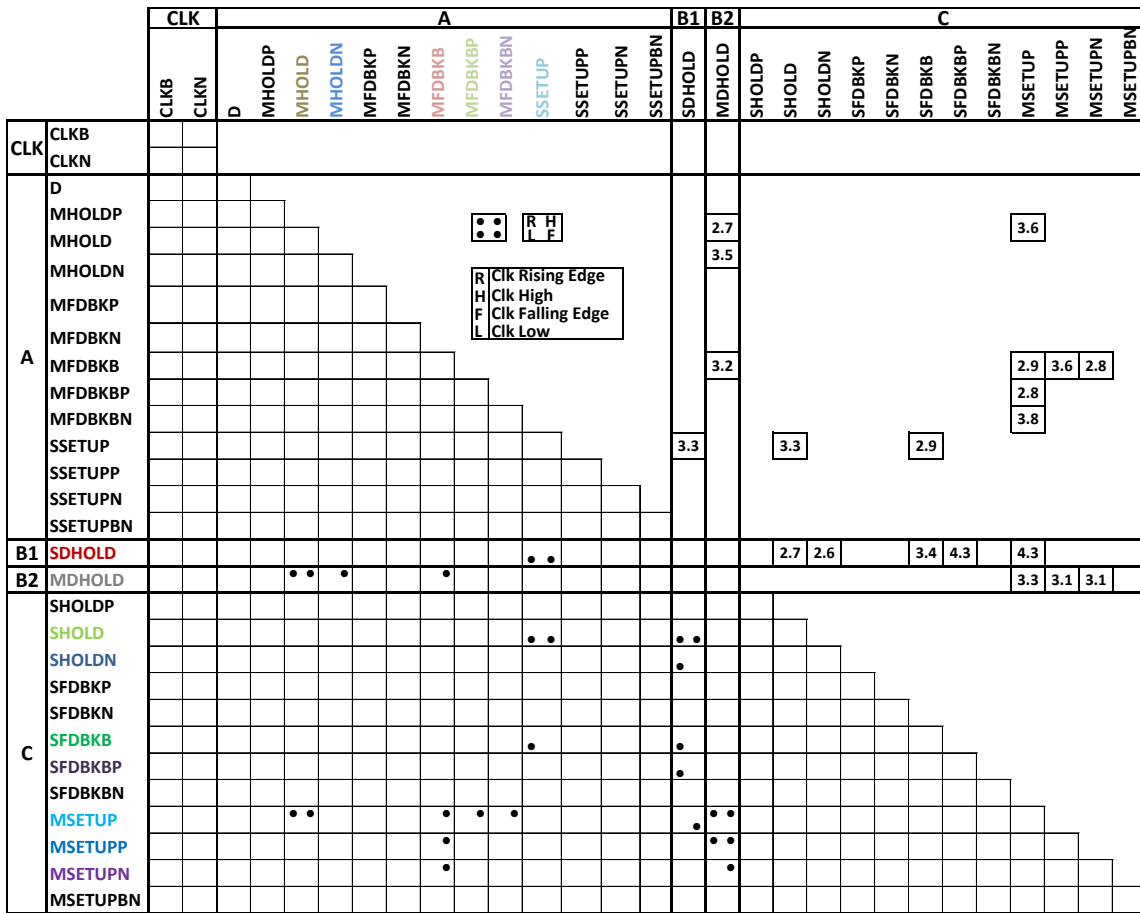 CLK A B1 B2 C
CLKB CLKN D MHOLDP MHOLD MHOLDN MFDBKP MFDBKN MFDBKB MFDBKBP MFDBKBN SSETUP SSETUPP SSETUPN SSETUPBN SDHOLD MDHOLD SHOLDP SHOLD SHOLDN SFDBKP SFDBKN SFDBKB SFDBKBP SFDBKBN MSETUP MSETUPP MSETUPN MSETUPBN
CLK
CLKB
CLKN
A
D
MHOLDP
R H
L F
MHOLD 2.7 3.6
MHOLDN 3.5
R Clk Rising Edge
H Clk High
F Clk Falling Edge
L Clk Low
MFDBKP
MFDBKN
MFDBKB 3.2 2.9 3.6 2.8
MFDBKBP 2.8
MFDBKBN 3.8
SSETUP 3.3 3.3 2.9
SSETUPP
SSETUPN
SSETUPBN
B1 SDHOLD 2.7 2.6 3.4 4.3 4.3
B2 MDHOLD 3.3 3.1 3.1
C
SHOLDP
SHOLD
SHOLDN
SFDBKP
SFDBKN
SFDBKB
SFDBKBP
SFDBKBN
MSETUP
MSETUPP
MSETUPN
MSETUPBN